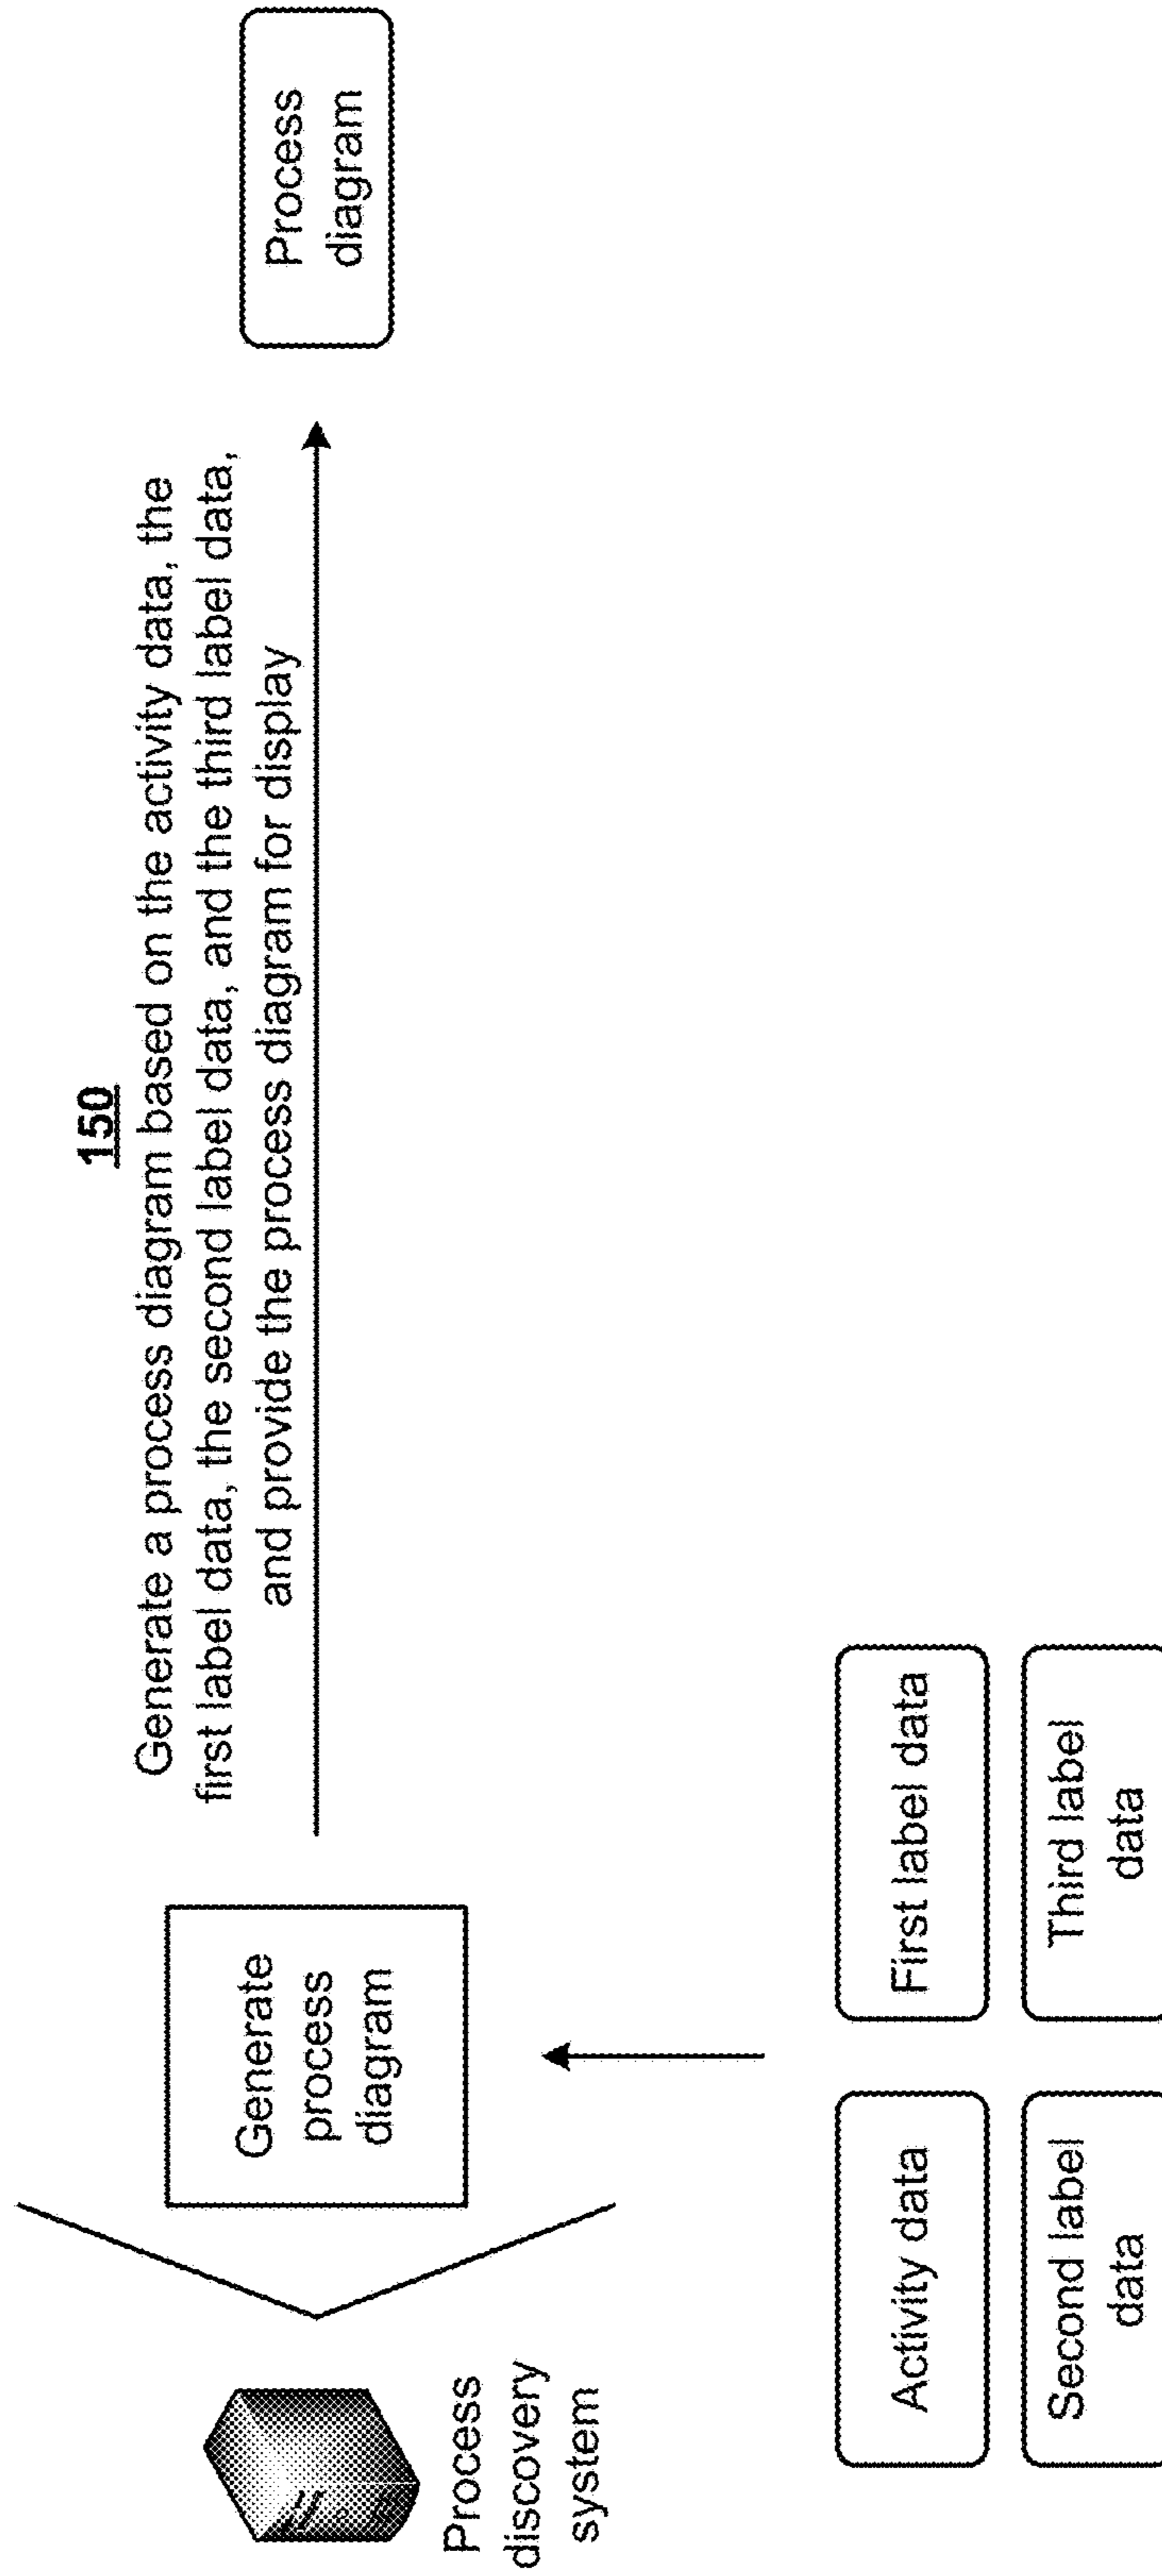 150
Generate a process diagram based on the activity data, the
first label data, the second label data, and the third label data,
and provide the process diagram for display
Process
discovery
system
Generate
process
diagram
Process
diagram
Activity data
First label data
Second label
data
Third label
data